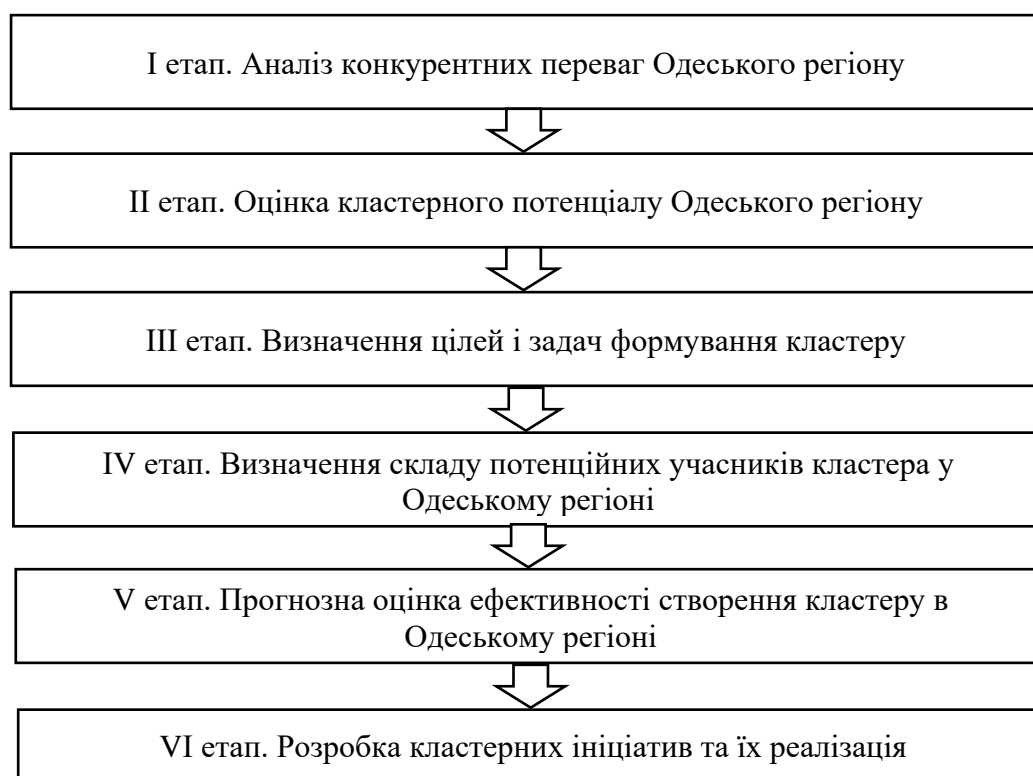 I етап. Аналіз конкурентних переваг Одеського регіону
II етап. Оцінка кластерного потенціалу Одеського регіону
III етап. Визначення цілей і задач формування кластеру
IV етап. Визначення складу потенційних учасників кластера у
Одеському регіоні
V етап. Прогнозна оцінка ефективності створення кластеру в
Одеському регіоні
VI етап. Розробка кластерних ініціатив та їх реалізація